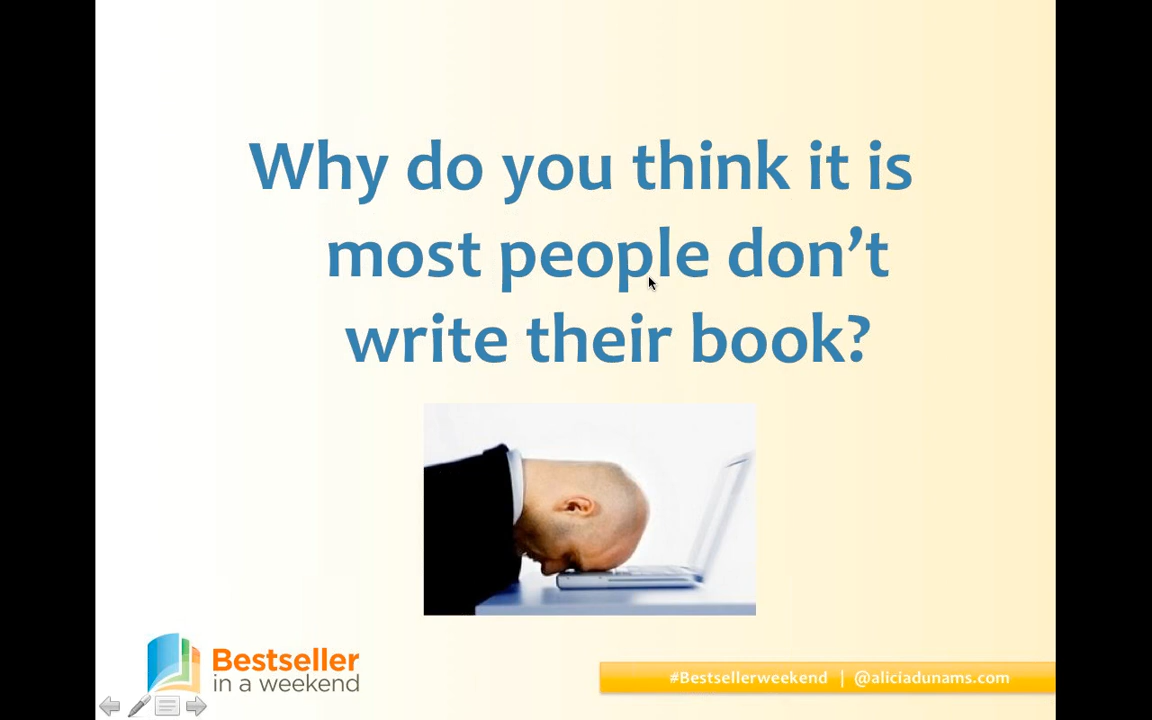 Why do you think it is
most people don’t
write their book?
Bestseller
in a weekend
#Bestsellerweekend | @aliciadunams.com